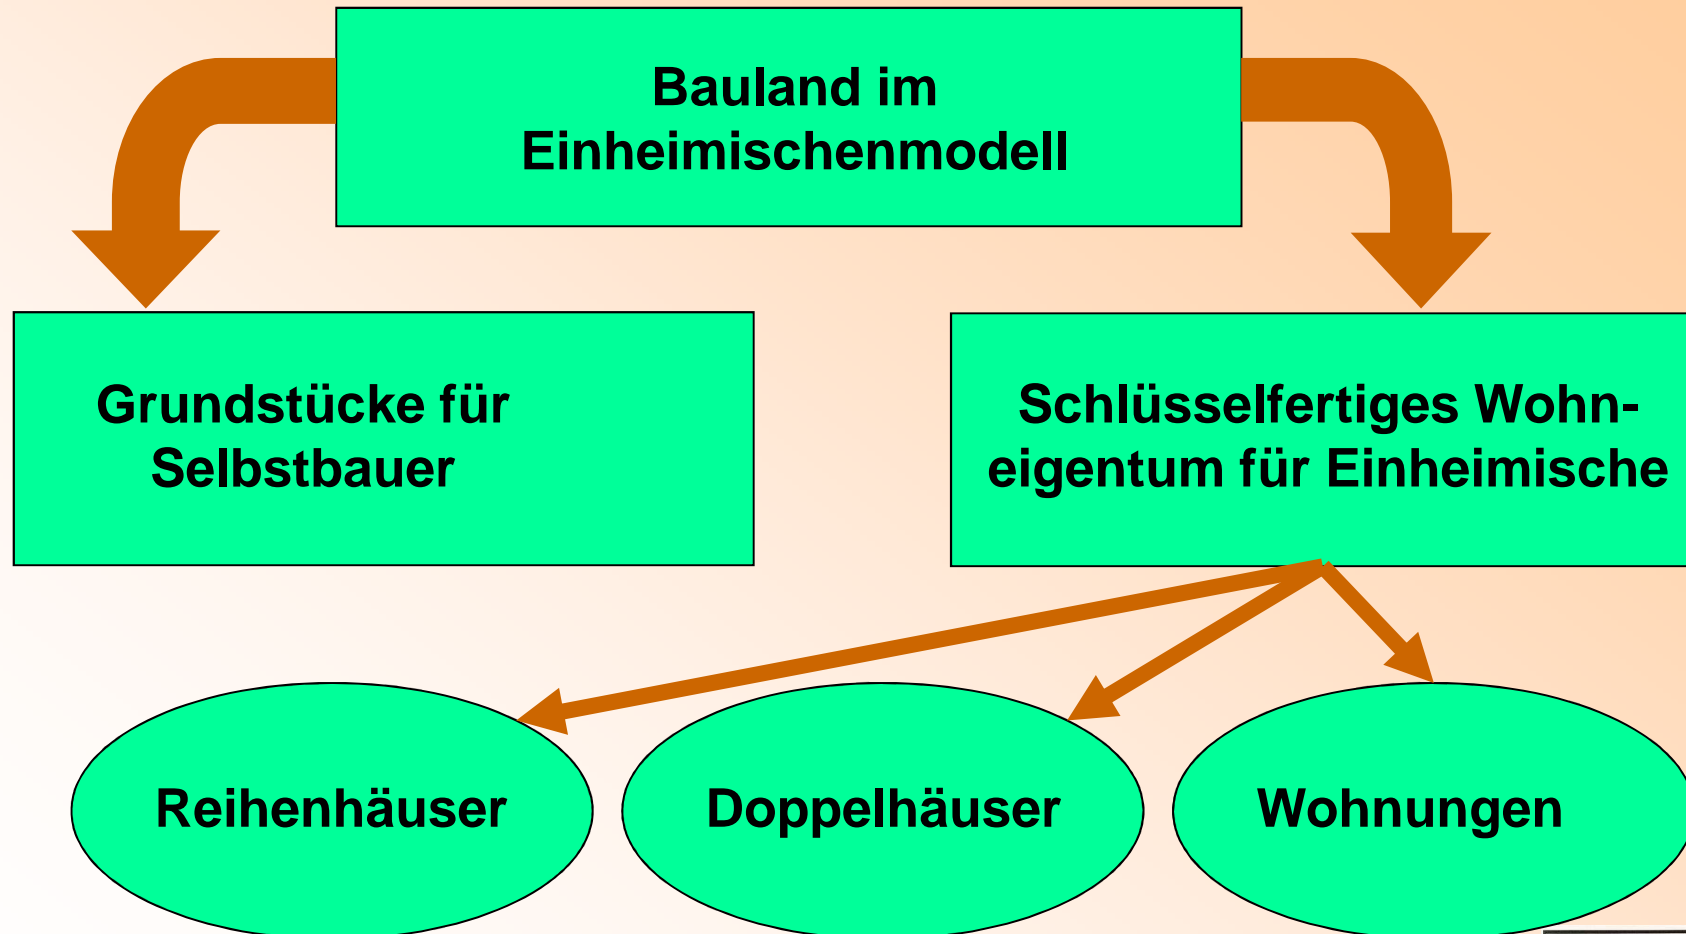 Bauland im
Einheimischenmodell
Grundstücke für
Selbstbauer
Schlüsselfertiges Wohn-
eigentum für Einheimische
Reihenhäuser
Doppelhäuser
Wohnungen